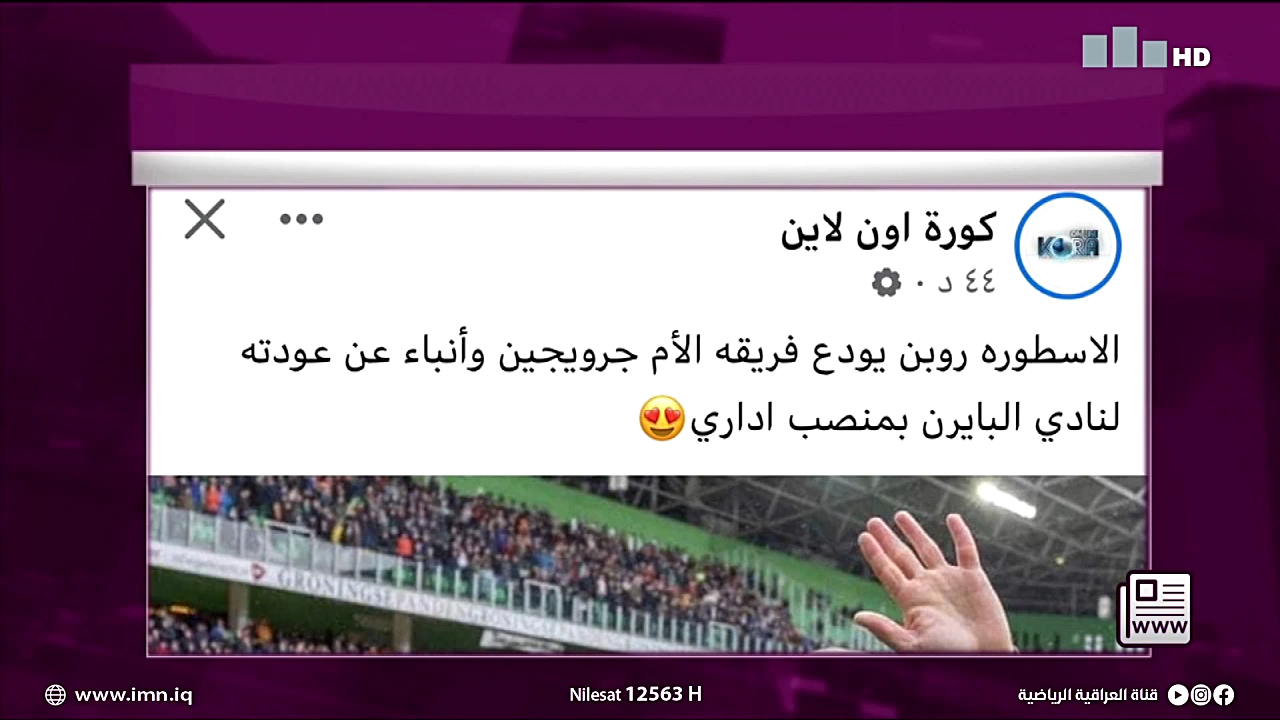 HD
كورة اون لاين
KORA
٤٤ د ·
الاسطوره روبن يودع فريقه الأم جرويجين وأنباء عن عودته
لنادي البايرن بمنصب اداري😍
www
www.imn.iq
Nilesat 12563 H
قناة العراقية الرياضية